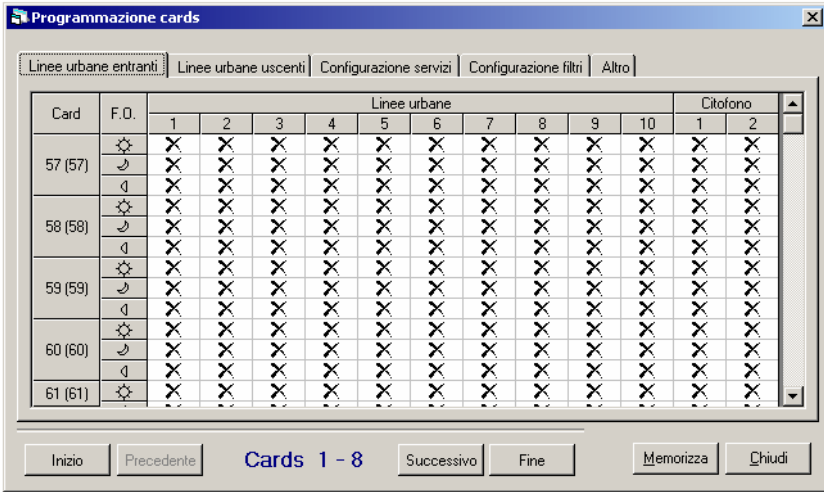 Programmazione cards
Linee urbane entranti Linee urbane uscenti Configurazione servizi Configurazione filtri Altro
Card F.O. Linee urbane Citofono
1 2 3 4 5 6 7 8 9 10 1 2
57 (57)
58 (58)
59 (59)
60 (60)
61 (61)
Inizio Precedente Cards 1 - 8 Successivo Fine Memorizza Chiudi